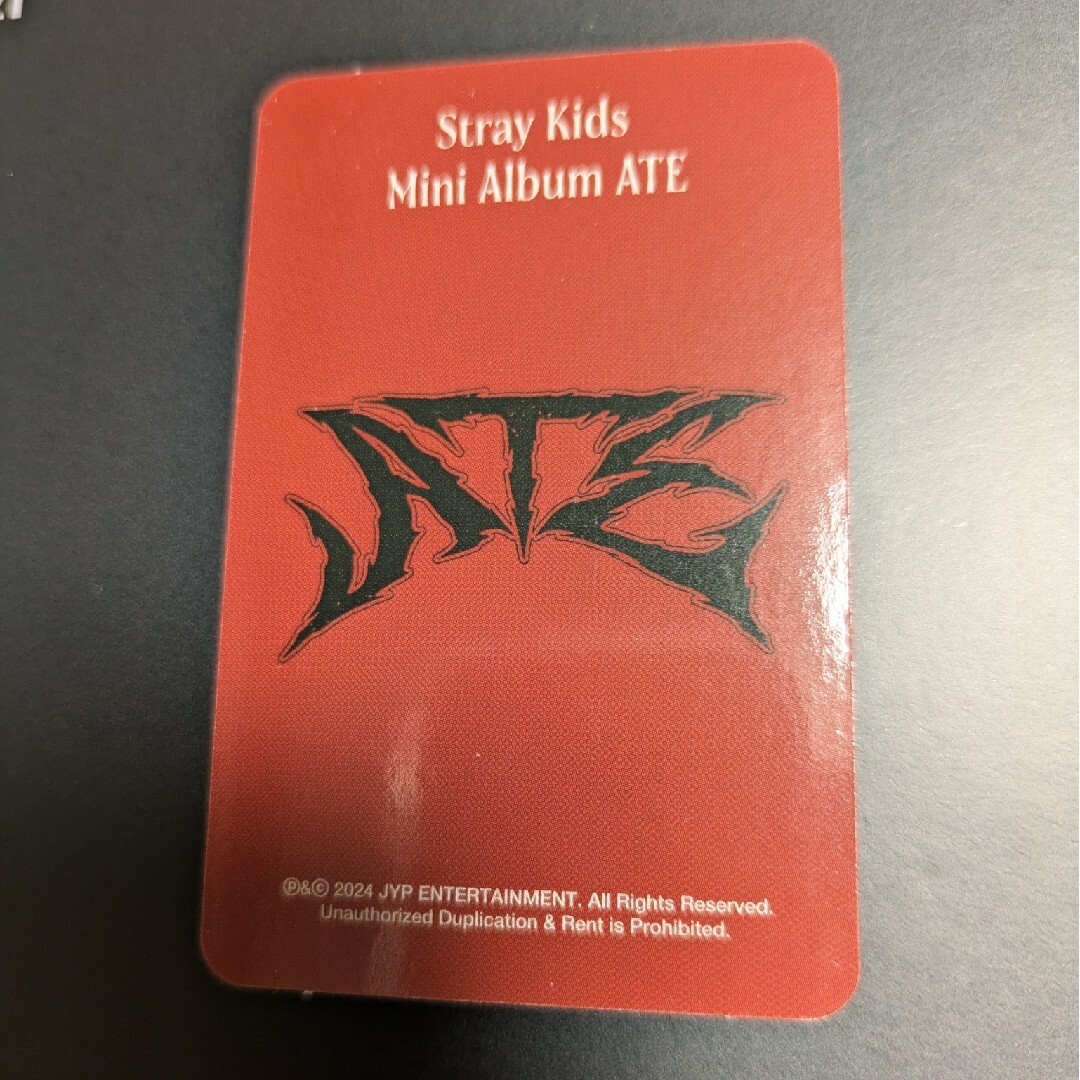 Stray Kids
Mini Album ATE
ATE
℗&© 2024 JYP ENTERTAINMENT. All Rights Reserved.
Unauthorized Duplication & Rent is Prohibited.